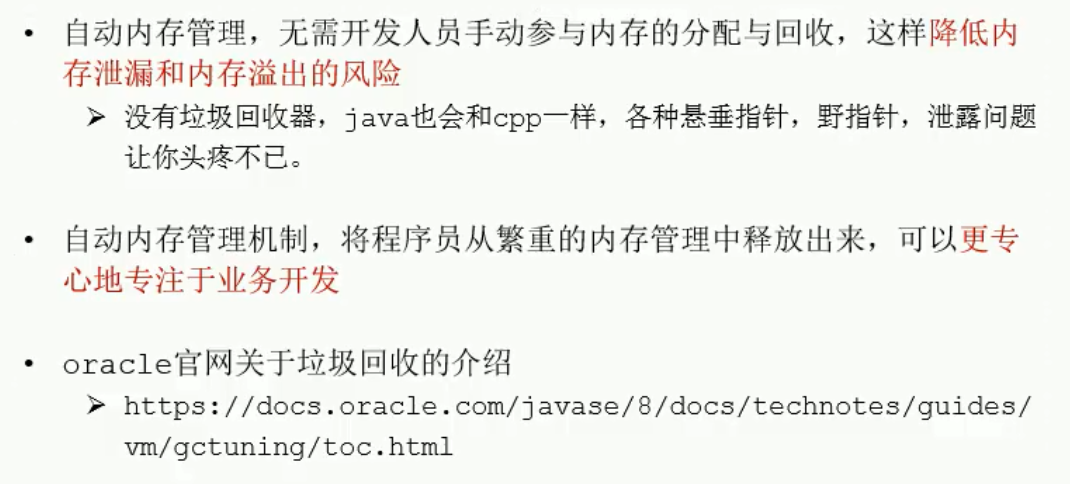 • 自动内存管理，无需开发人员手动参与内存的分配与回收，这样降低内
存泄漏和内存溢出的风险
➢ 没有垃圾回收器，java也会和cpp一样，各种悬垂指针，野指针，泄露问题
让你头疼不已。
• 自动内存管理机制，将程序员从繁重的内存管理中释放出来，可以更专
心地专注于业务开发
• oracle官网关于垃圾回收的介绍
➢ https://docs.oracle.com/javase/8/docs/technotes/guides/
vm/gctuning/toc.html